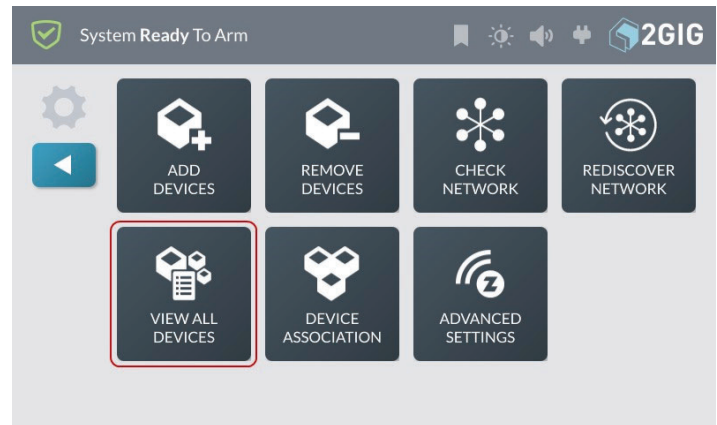 System Ready To Arm
2GIG
ADD
DEVICES
REMOVE
DEVICES
CHECK
NETWORK
REDISCOVER
NETWORK
VIEW ALL
DEVICES
DEVICE
ASSOCIATION
ADVANCED
SETTINGS